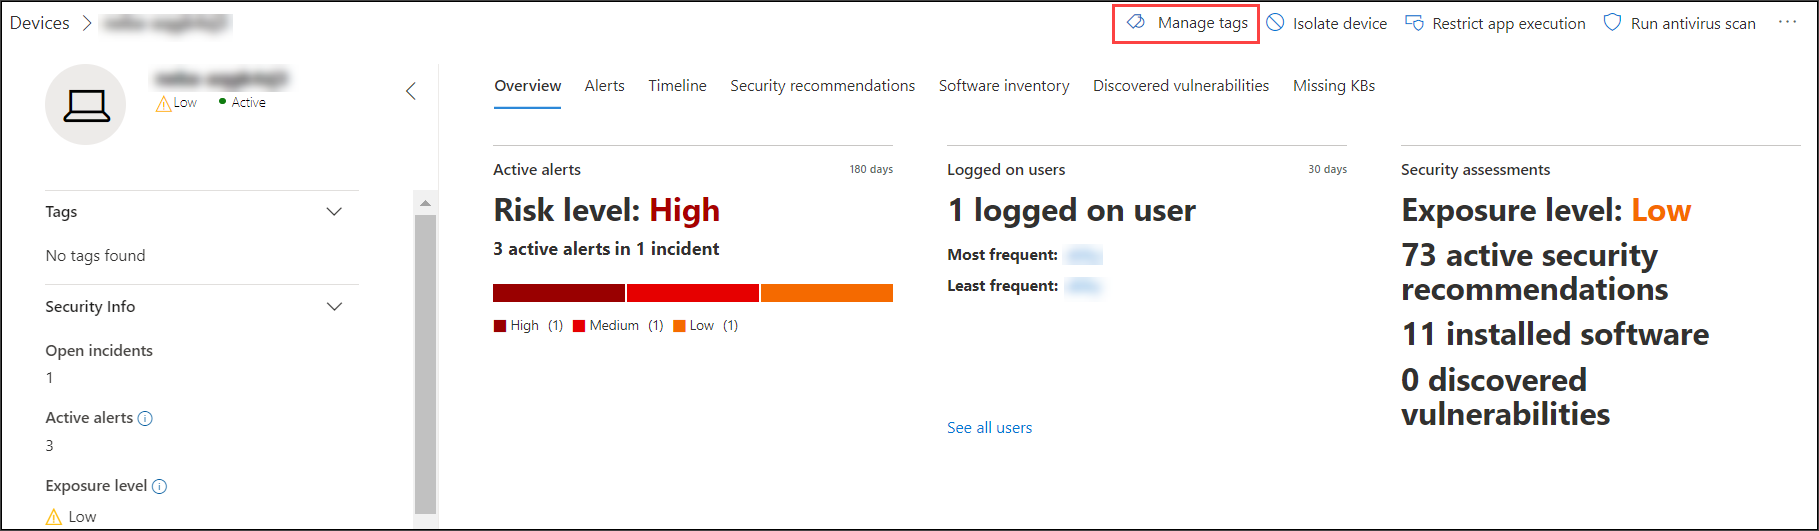 Devices
Manage tags
Isolate device
Restrict app execution
Run antivirus scan
Low
Active
Overview
Alerts
Timeline
Security recommendations
Software inventory
Discovered vulnerabilities
Missing KBs
Tags
No tags found
Security Info
Open incidents
1
Active alerts
3
Exposure level
Low
Active alerts
180 days
Risk level: High
3 active alerts in 1 incident
High (1)
Medium (1)
Low (1)
Logged on users
30 days
1 logged on user
Most frequent:
Least frequent:
See all users
Security assessments
Exposure level: Low
73 active security
recommendations
11 installed software
0 discovered
vulnerabilities